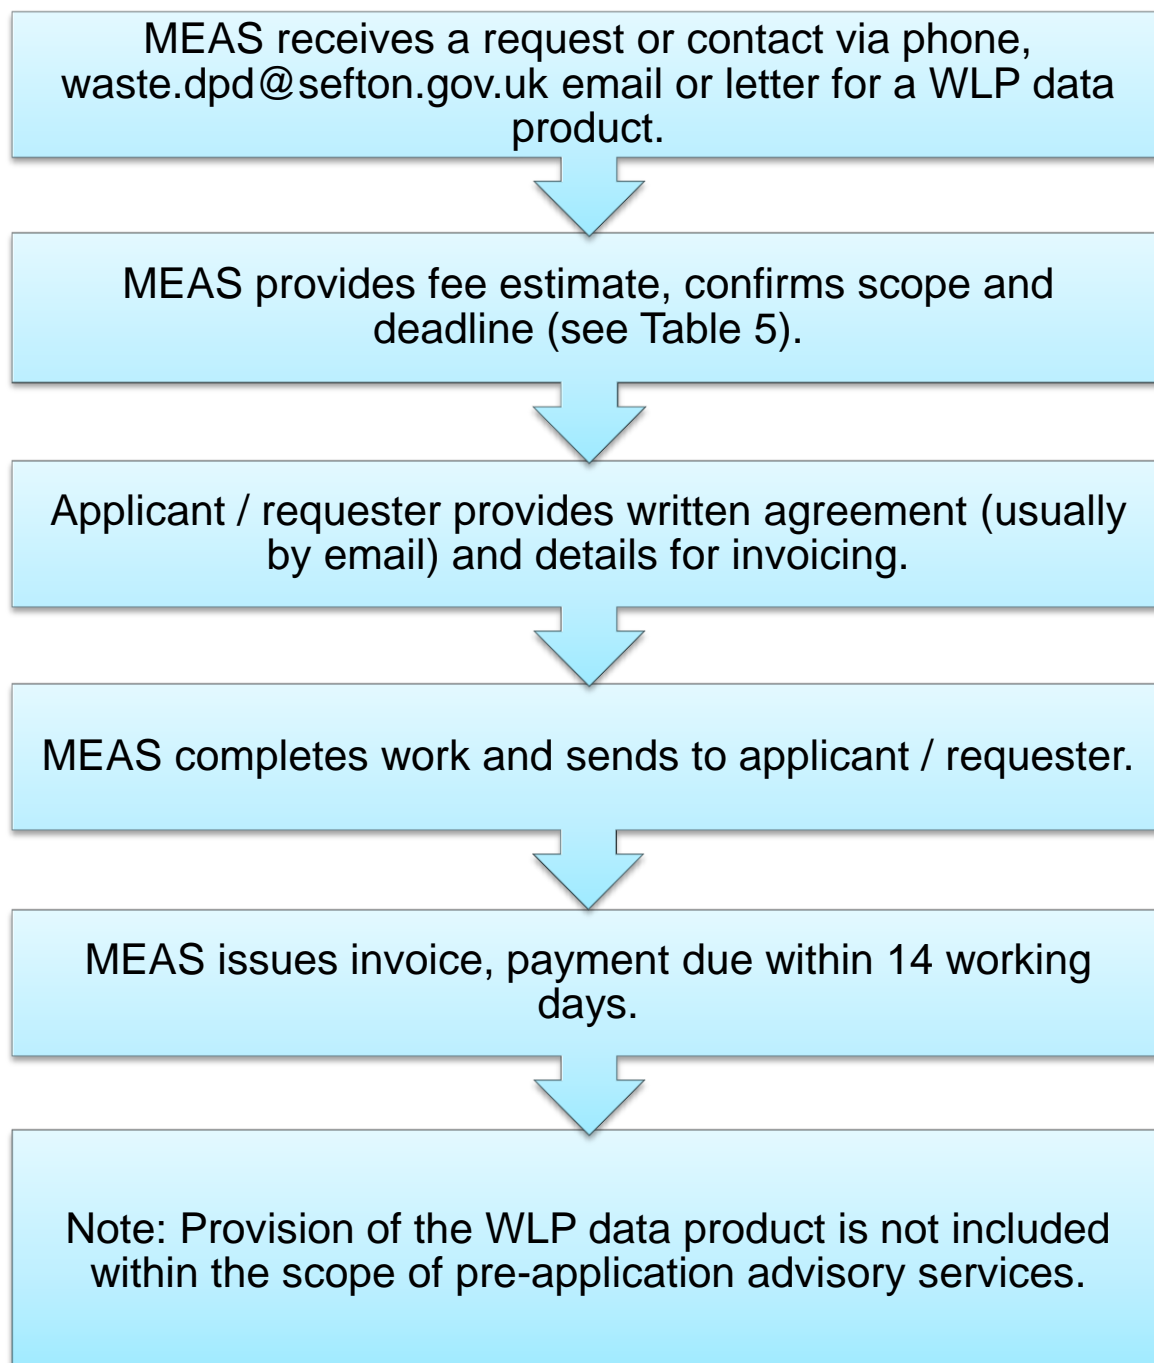 MEAS receives a request or contact via phone,
waste.dpd@sefton.gov.uk email or letter for a WLP data
product.
MEAS provides fee estimate, confirms scope and
deadline (see Table 5).
Applicant / requester provides written agreement (usually
by email) and details for invoicing.
MEAS completes work and sends to applicant / requester.
MEAS issues invoice, payment due within 14 working
days.
Note: Provision of the WLP data product is not included
within the scope of pre-application advisory services.